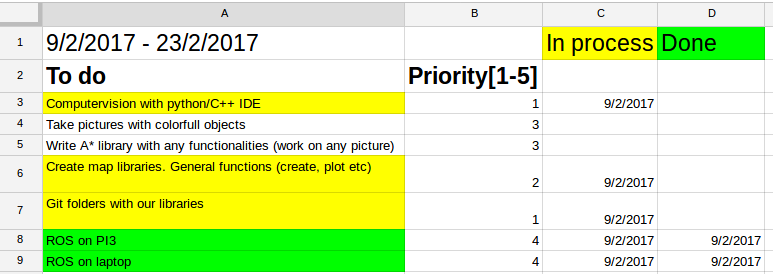 A B C D
1 9/2/2017 - 23/2/2017 In process Done
2 To do Priority[1-5]
3 Computervision with python/C++ IDE 1 9/2/2017
4 Take pictures with colorfull objects 3
5 Write A* library with any functionalities (work on any picture) 3
6 Create map libraries. General functions (create, plot etc) 2 9/2/2017
7 Git folders with our libraries 1 9/2/2017
8 ROS on PI3 4 9/2/2017 9/2/2017
9 ROS on laptop 4 9/2/2017 9/2/2017